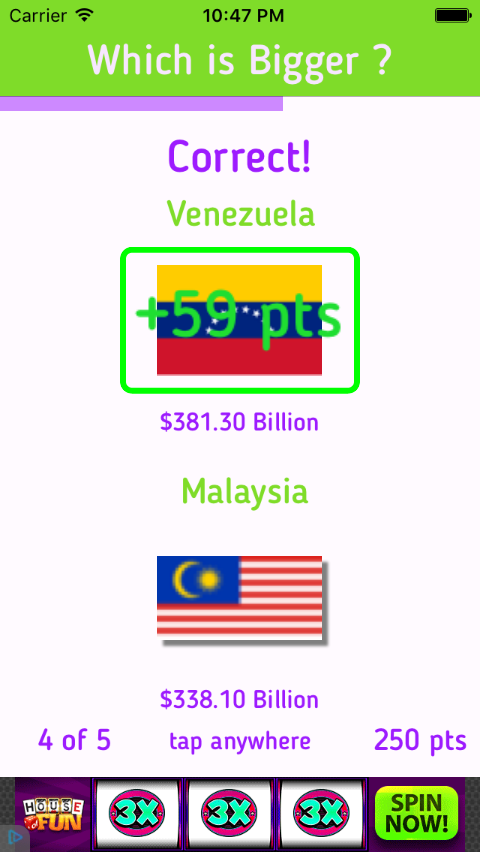 Carrier 10:47 PM
Which is Bigger ?
Correct!
Venezuela
+59 pts
$381.30 Billion
Malaysia
$338.10 Billion
4 of 5 tap anywhere 250 pts
HOUSE OF FUN
3X 3X 3X
SPIN NOW!